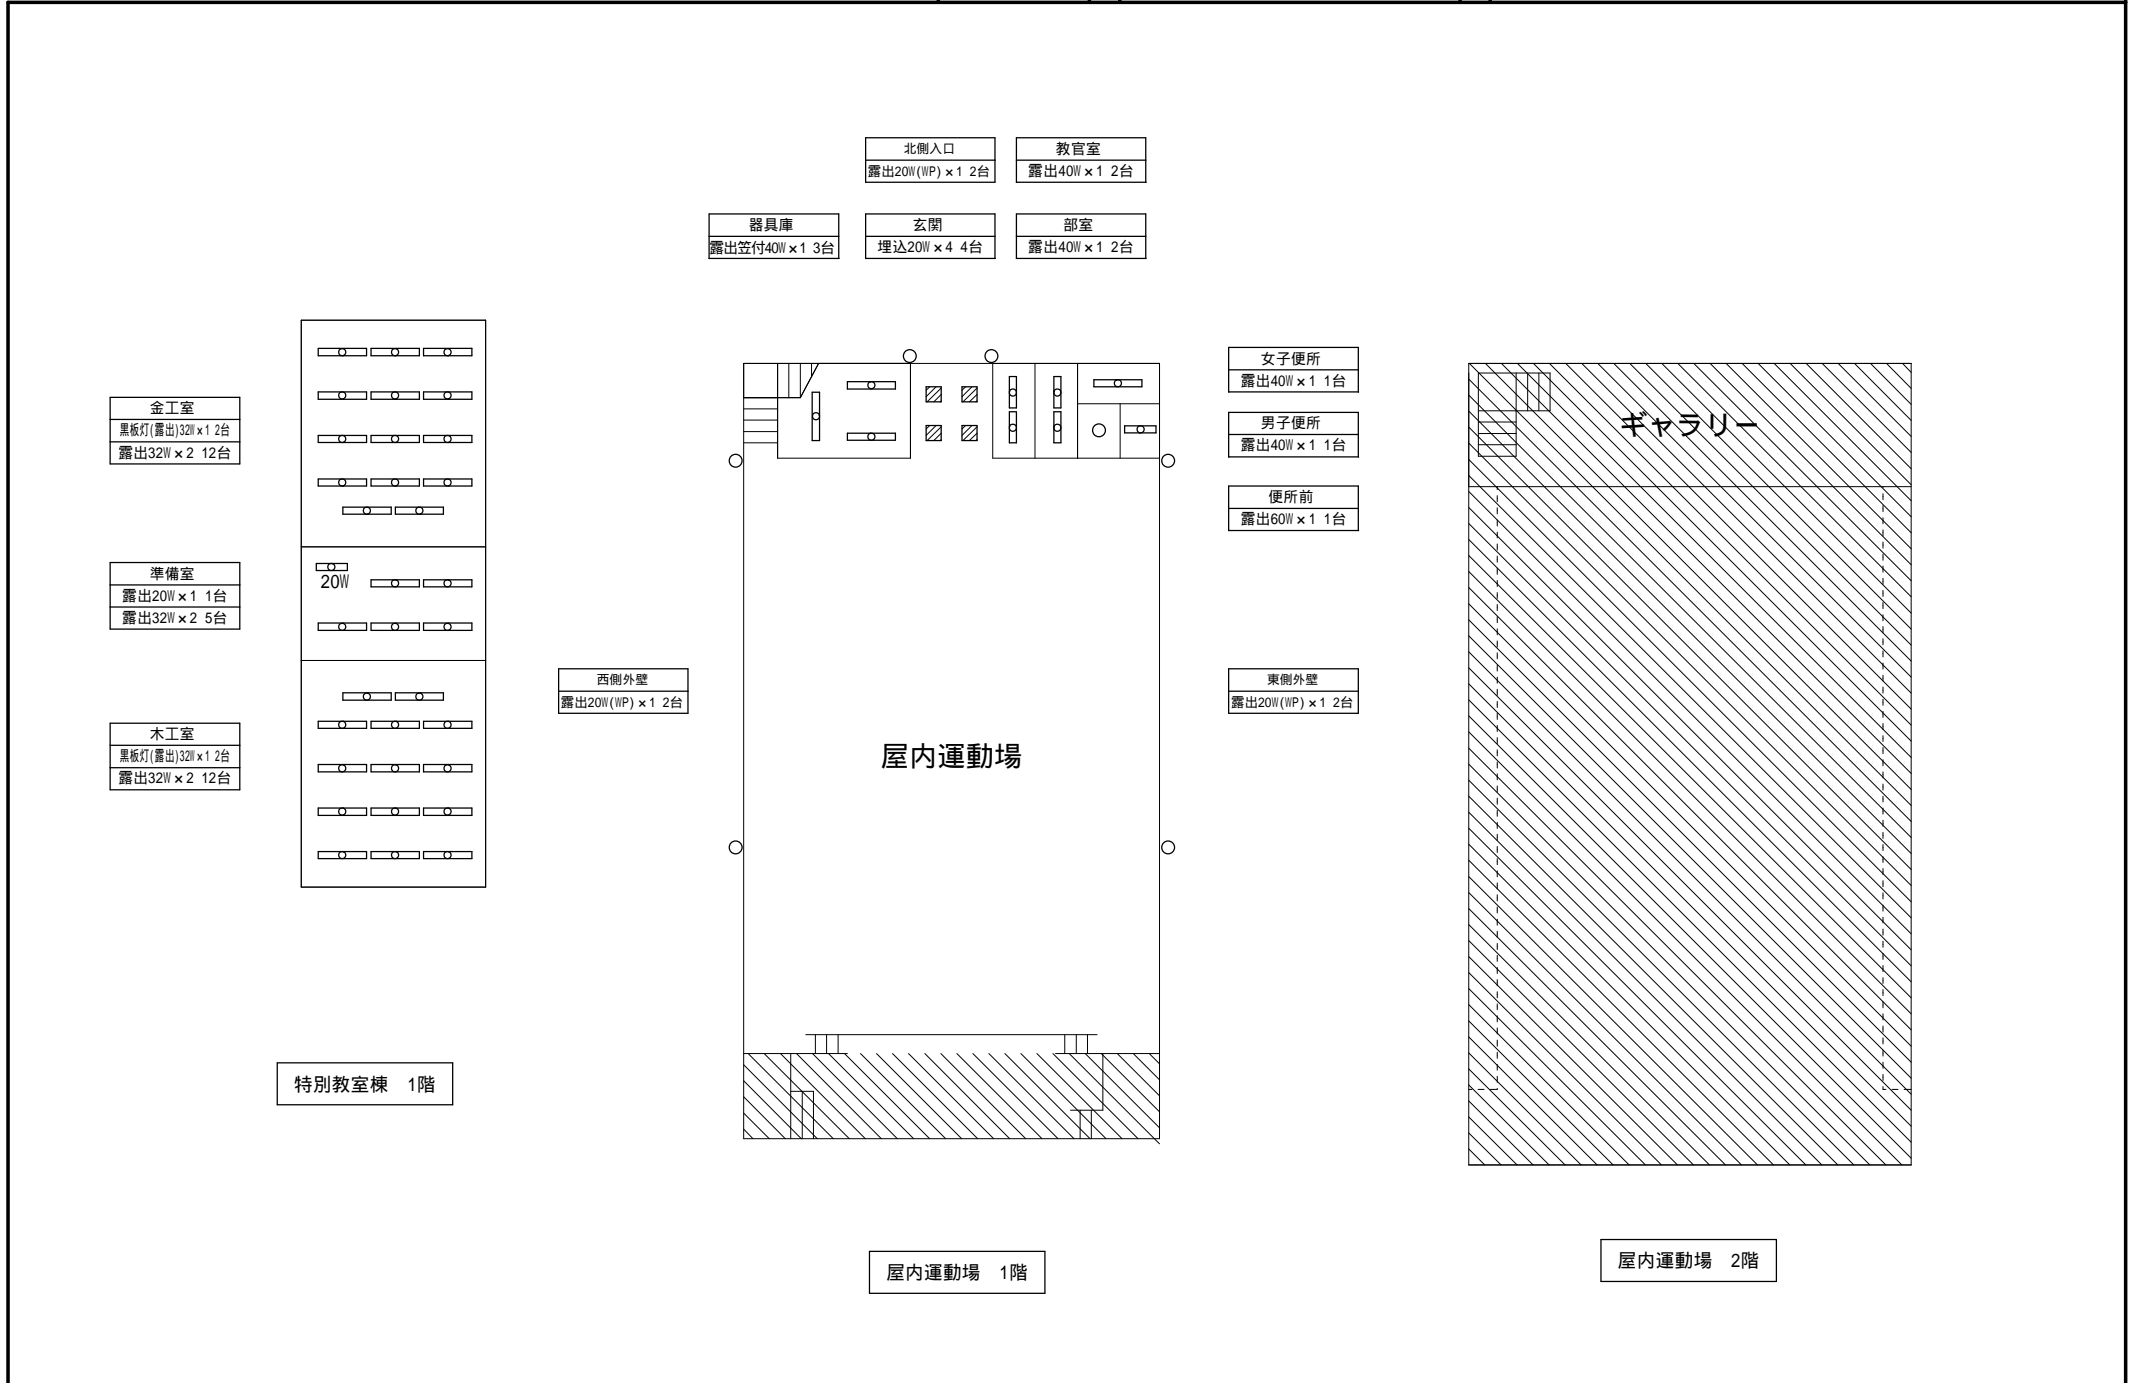 北側入口
露出20W(WP)×1 2台
教官室
露出40W×1 2台
器具庫
露出笠付40W×1 3台
玄関
埋込20W×4 4台
部室
露出40W×1 2台
金工室
黒板灯(露出)32W×1 2台
露出32W×2 12台
準備室
露出20W×1 1台
露出32W×2 5台
木工室
黒板灯(露出)32W×1 2台
露出32W×2 12台
20W
特別教室棟 1階
西側外壁
露出20W(WP)×1 2台
屋内運動場
女子便所
露出40W×1 1台
男子便所
露出40W×1 1台
便所前
露出60W×1 1台
東側外壁
露出20W(WP)×1 2台
屋内運動場 1階
ギャラリー
屋内運動場 2階